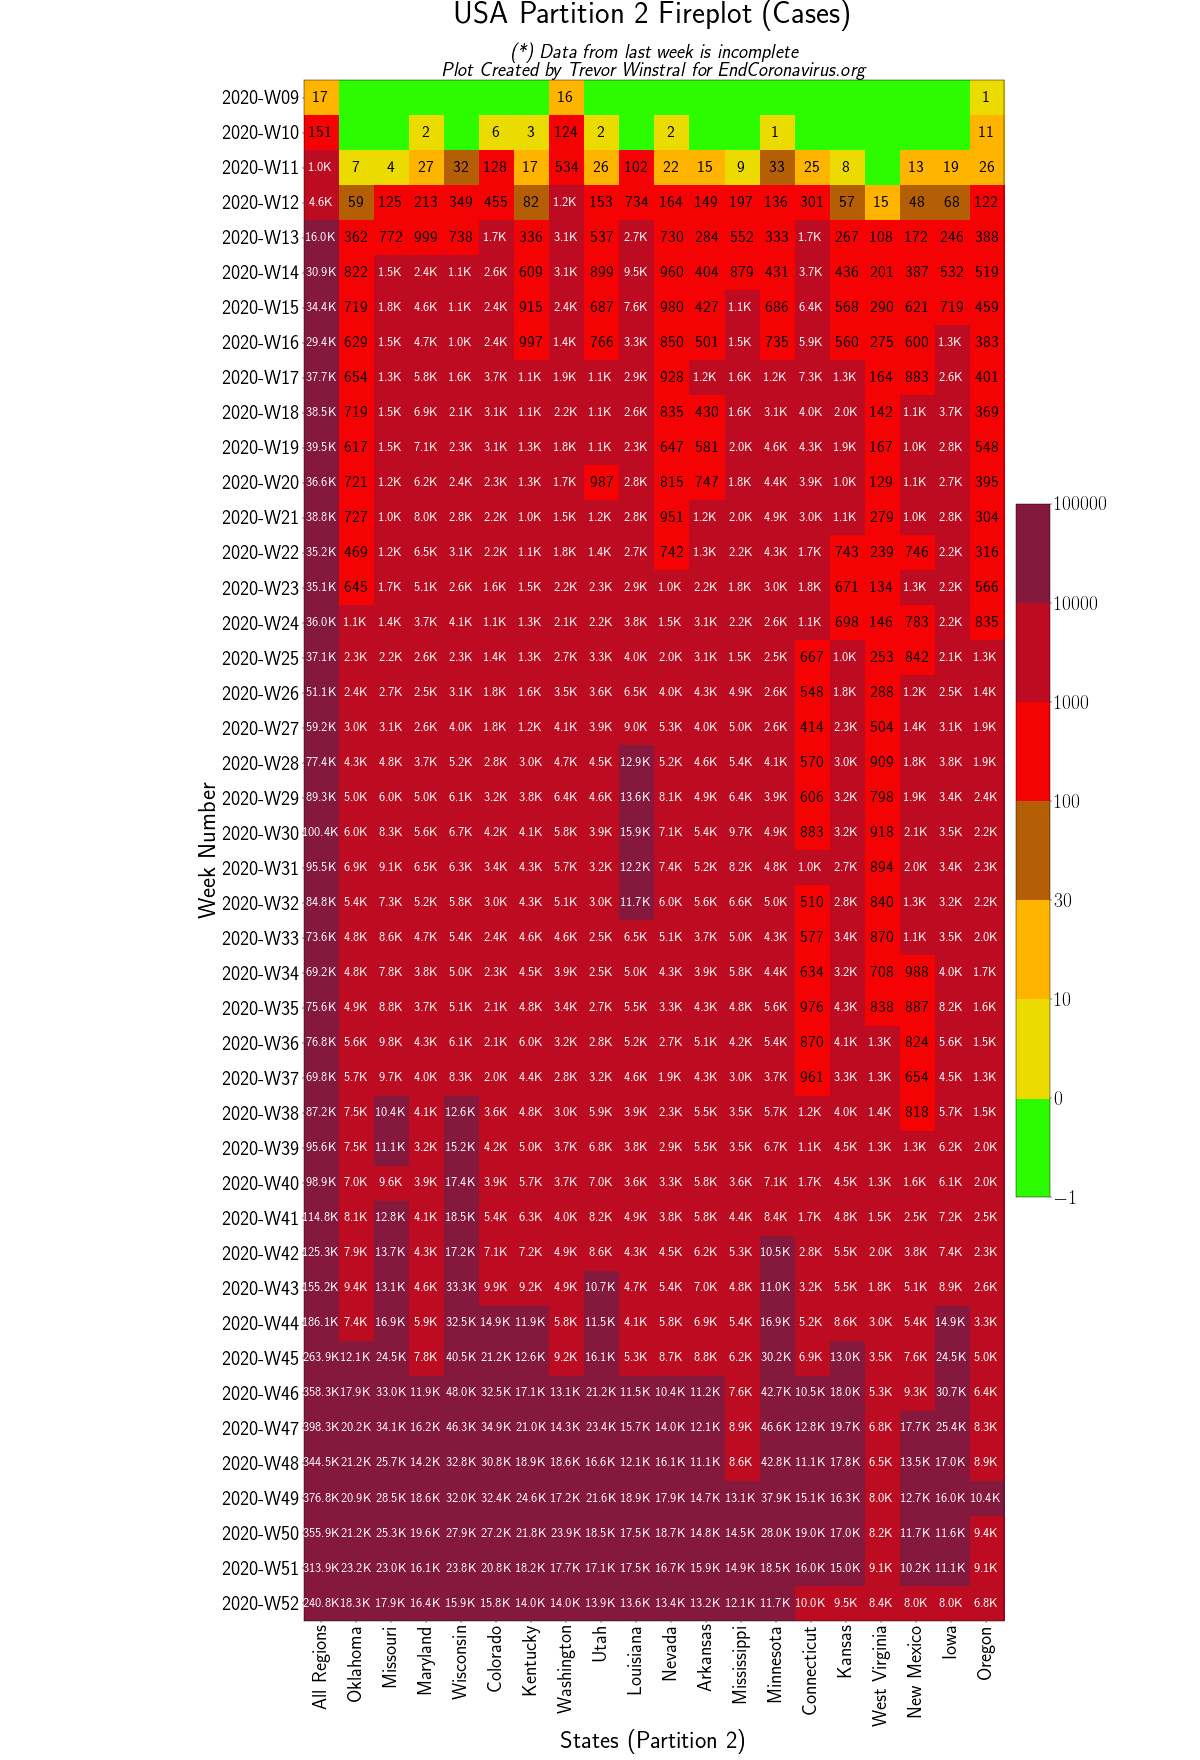 USA Partition 2 Fireplot (Cases)
(*) Data from last week is incomplete
Plot Created by Trevor Winstral for EndCoronavirus.org
2020-W09 17 16 1
2020-W10 151 2 6 3 124 2 2 1 11
2020-W11 1.0K 7 4 27 32 128 17 534 26 102 22 15 9 33 25 8 13 19 26
2020-W12 4.6K 59 125 213 349 455 82 1.2K 153 734 164 149 197 136 301 57 15 48 68 122
2020-W13 16.0K 362 772 999 738 1.7K 336 3.1K 537 2.7K 730 284 552 333 1.7K 267 108 172 246 388
2020-W14 30.9K 822 1.5K 2.4K 1.1K 2.6K 609 3.1K 899 9.5K 960 404 879 431 3.7K 436 201 387 532 519
2020-W15 34.4K 719 1.8K 4.6K 1.1K 2.4K 915 2.4K 687 7.6K 980 427 1.1K 686 6.4K 568 290 621 719 459
2020-W16 29.4K 629 1.5K 4.7K 1.0K 2.4K 997 1.4K 766 3.3K 850 501 1.5K 735 5.9K 560 275 600 1.3K 383
2020-W17 37.7K 654 1.3K 5.8K 1.6K 3.7K 1.1K 1.9K 1.1K 2.9K 928 1.2K 1.6K 1.2K 7.3K 1.3K 164 883 2.6K 401
2020-W18 38.5K 719 1.5K 6.9K 2.1K 3.1K 1.1K 2.2K 1.1K 2.6K 835 430 1.6K 3.1K 4.0K 2.0K 142 1.1K 3.7K 369
2020-W19 39.5K 617 1.5K 7.1K 2.3K 3.1K 1.3K 1.8K 1.1K 2.3K 647 581 2.0K 4.6K 4.3K 1.9K 167 1.0K 2.8K 548
2020-W20 36.6K 721 1.2K 6.2K 2.4K 2.3K 1.3K 1.7K 987 2.8K 815 747 1.8K 4.4K 3.9K 1.0K 129 1.1K 2.7K 395
2020-W21 38.8K 727 1.0K 8.0K 2.8K 2.2K 1.0K 1.5K 1.2K 2.8K 951 1.2K 2.0K 4.9K 3.0K 1.1K 279 1.0K 2.8K 304
2020-W22 35.2K 469 1.2K 6.5K 3.1K 2.2K 1.1K 1.8K 1.4K 2.7K 742 1.3K 2.2K 4.3K 1.7K 743 239 746 2.2K 316
2020-W23 35.1K 645 1.7K 5.1K 2.6K 1.6K 1.5K 2.2K 2.3K 2.9K 1.0K 2.2K 1.8K 3.0K 1.8K 671 134 1.3K 2.2K 566
2020-W24 36.0K 1.1K 1.4K 3.7K 4.1K 1.1K 1.3K 2.1K 2.2K 3.8K 1.5K 3.1K 2.2K 2.6K 1.1K 698 146 783 2.2K 835
2020-W25 37.1K 2.3K 2.2K 2.6K 2.3K 1.4K 1.3K 2.7K 3.3K 4.0K 2.0K 3.1K 1.5K 2.5K 667 1.0K 253 842 2.1K 1.3K
2020-W26 51.1K 2.4K 2.7K 2.5K 3.1K 1.8K 1.6K 3.5K 3.6K 6.5K 4.0K 4.3K 4.9K 2.6K 548 1.8K 288 1.2K 2.5K 1.4K
2020-W27 59.2K 3.0K 3.1K 2.6K 4.0K 1.8K 1.2K 4.1K 3.9K 9.0K 5.3K 4.0K 5.0K 2.6K 414 2.3K 504 1.4K 3.1K 1.9K
2020-W28 77.4K 4.3K 4.8K 3.7K 5.2K 2.8K 3.0K 4.7K 4.5K 12.9K 5.2K 4.6K 5.4K 4.1K 570 3.0K 909 1.8K 3.8K 1.9K
2020-W29 89.3K 5.0K 6.0K 5.0K 6.1K 3.2K 3.8K 6.4K 4.6K 13.6K 8.1K 4.9K 6.4K 3.9K 606 3.2K 798 1.9K 3.4K 2.4K
2020-W30 100.4K 6.0K 8.3K 5.6K 6.7K 4.2K 4.1K 5.8K 3.9K 15.9K 7.1K 5.4K 9.7K 4.9K 883 3.2K 918 2.1K 3.5K 2.2K
2020-W31 95.5K 6.9K 9.1K 6.5K 6.3K 3.4K 4.3K 5.7K 3.2K 12.2K 7.4K 5.2K 8.2K 4.8K 1.0K 2.7K 894 2.0K 3.4K 2.3K
2020-W32 84.8K 5.4K 7.3K 5.2K 5.8K 3.0K 4.3K 5.1K 3.0K 11.7K 6.0K 5.6K 6.6K 5.0K 510 2.8K 840 1.3K 3.2K 2.2K
2020-W33 73.6K 4.8K 8.6K 4.7K 5.4K 2.4K 4.6K 4.6K 2.5K 6.5K 5.1K 3.7K 5.0K 4.3K 577 3.4K 870 1.1K 3.5K 2.0K
2020-W34 69.2K 4.8K 7.8K 3.8K 5.0K 2.3K 4.5K 3.9K 2.5K 5.0K 4.3K 3.9K 5.8K 4.4K 634 3.2K 708 988 4.0K 1.7K
2020-W35 75.6K 4.9K 8.8K 3.7K 5.1K 2.1K 4.8K 3.4K 2.7K 5.5K 3.3K 4.3K 4.8K 5.6K 976 4.3K 838 887 8.2K 1.6K
2020-W36 76.8K 5.6K 9.8K 4.3K 6.1K 2.1K 6.0K 3.2K 2.8K 5.2K 2.7K 5.1K 4.2K 5.4K 870 4.1K 1.3K 824 5.6K 1.5K
2020-W37 69.8K 5.7K 9.7K 4.0K 8.3K 2.0K 4.4K 2.8K 3.2K 4.6K 1.9K 4.3K 3.0K 3.7K 961 3.3K 1.3K 654 4.5K 1.3K
2020-W38 87.2K 7.5K 10.4K 4.1K 12.6K 3.6K 4.8K 3.0K 5.9K 3.9K 2.3K 5.5K 3.5K 5.7K 1.2K 4.0K 1.4K 818 5.7K 1.5K
2020-W39 95.6K 7.5K 11.1K 3.2K 15.2K 4.2K 5.0K 3.7K 6.8K 3.8K 2.9K 5.5K 3.5K 6.7K 1.1K 4.5K 1.3K 1.3K 6.2K 2.0K
2020-W40 98.9K 7.0K 9.6K 3.9K 17.4K 3.9K 5.7K 3.7K 7.0K 3.6K 3.3K 5.8K 3.6K 7.1K 1.7K 4.5K 1.3K 1.6K 6.1K 2.0K
2020-W41 114.8K 8.1K 12.8K 4.1K 18.5K 5.4K 6.3K 4.0K 8.2K 4.9K 3.8K 5.8K 4.4K 8.4K 1.7K 4.8K 1.5K 2.5K 7.2K 2.5K
2020-W42 125.3K 7.9K 13.7K 4.3K 17.2K 7.1K 7.2K 4.9K 8.6K 4.3K 4.5K 6.2K 5.3K 10.5K 2.8K 5.5K 2.0K 3.8K 7.4K 2.3K
2020-W43 155.2K 9.4K 13.1K 4.6K 33.3K 9.9K 9.2K 4.9K 10.7K 4.7K 5.4K 7.0K 4.8K 11.0K 3.2K 5.5K 1.8K 5.1K 8.9K 2.6K
2020-W44 186.1K 7.4K 16.9K 5.9K 32.5K 14.9K 11.9K 5.8K 11.5K 4.1K 5.8K 6.9K 5.4K 16.9K 5.2K 8.6K 3.0K 5.4K 14.9K 3.3K
2020-W45 263.9K 12.1K 24.5K 7.8K 40.5K 21.2K 12.6K 9.2K 16.1K 5.3K 8.7K 8.8K 6.2K 30.2K 6.9K 13.0K 3.5K 7.6K 24.5K 5.0K
2020-W46 358.3K 17.9K 33.0K 11.9K 48.0K 32.5K 17.1K 13.1K 21.2K 11.5K 10.4K 11.2K 7.6K 42.7K 10.5K 18.0K 5.3K 9.3K 30.7K 6.4K
2020-W47 398.3K 20.2K 34.1K 16.2K 46.3K 34.9K 21.0K 14.3K 23.4K 15.7K 14.0K 12.1K 8.9K 46.6K 12.8K 19.7K 6.8K 17.7K 25.4K 8.3K
2020-W48 344.5K 21.2K 25.7K 14.2K 32.8K 30.8K 18.9K 18.6K 16.6K 12.1K 16.1K 11.1K 8.6K 42.8K 11.1K 17.8K 6.5K 13.5K 17.0K 8.9K
2020-W49 376.8K 20.9K 28.5K 18.6K 32.0K 32.4K 24.6K 17.2K 21.6K 18.9K 17.9K 14.7K 13.1K 37.9K 15.1K 16.3K 8.0K 12.7K 16.0K 10.4K
2020-W50 355.9K 21.2K 25.3K 19.6K 27.9K 27.2K 21.8K 23.9K 18.5K 17.5K 18.7K 14.8K 14.5K 28.0K 19.0K 17.0K 8.2K 11.7K 11.6K 9.4K
2020-W51 313.9K 23.2K 23.0K 16.1K 23.8K 20.8K 18.2K 17.7K 17.1K 17.5K 16.7K 15.9K 14.9K 18.5K 16.0K 15.0K 9.1K 10.2K 11.1K 9.1K
2020-W52 240.8K 18.3K 17.9K 16.4K 15.9K 15.8K 14.0K 14.0K 13.9K 13.6K 13.4K 13.2K 12.1K 11.7K 10.0K 9.5K 8.4K 8.0K 8.0K 6.8K
Week Number
All Regions
Oklahoma
Missouri
Maryland
Wisconsin
Colorado
Kentucky
Washington
Utah
Louisiana
Nevada
Arkansas
Mississippi
Minnesota
Connecticut
Kansas
West Virginia
New Mexico
Iowa
Oregon
States (Partition 2)
100000
10000
1000
100
30
10
0
−1